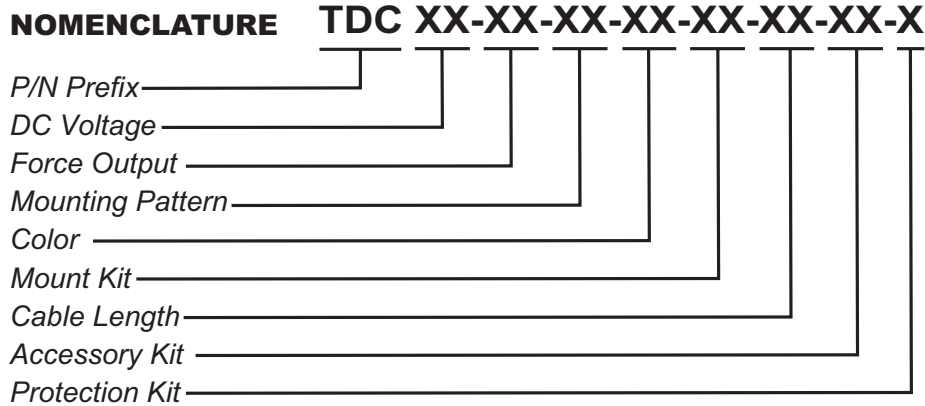 NOMENCLATURE TDC XX-XX-XX-XX-XX-XX-XX-X
P/N Prefix
DC Voltage
Force Output
Mounting Pattern
Color
Mount Kit
Cable Length
Accessory Kit
Protection Kit